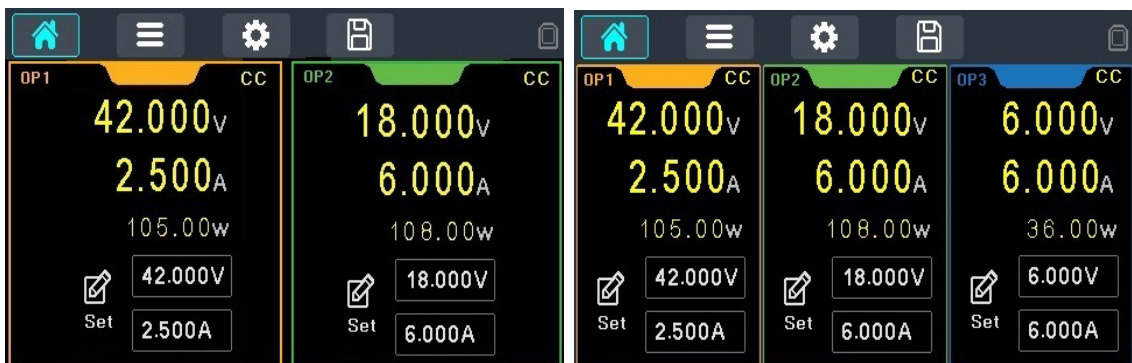 OP1 CC
42.000V
2.500A
105.00W
42.000V
Set
2.500A
OP2 CC
18.000V
6.000A
108.00W
18.000V
Set
6.000A
OP1 CC
42.000V
2.500A
105.00W
42.000V
Set
2.500A
OP2 CC
18.000V
6.000A
108.00W
18.000V
Set
6.000A
OP3 CC
6.000V
6.000A
36.00W
6.000V
Set
6.000A